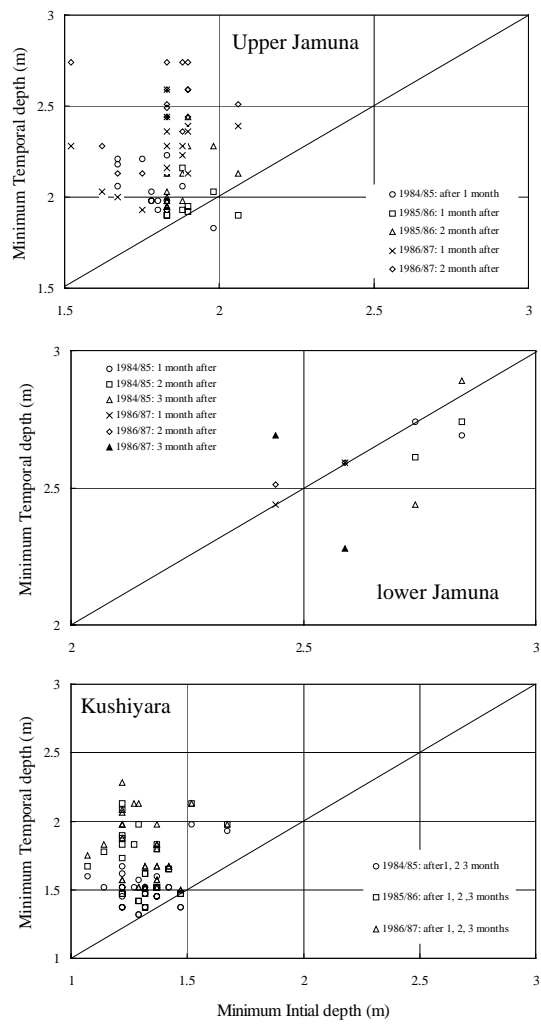 Upper Jamuna
Minimum Temporal depth (m)
3
2.5
2
1.5
1.5
2
2.5
3
1984/85: after 1 month
1985/86: 1 month after
1985/86: 2 month after
1986/87: 1 month after
1986/87: 2 month after
lower Jamuna
Minimum Temporal depth (m)
3
2.5
2
2
2.5
3
1984/85: 1 month after
1984/85: 2 month after
1984/85: 3 month after
1986/87: 1 month after
1986/87: 2 month after
1986/87: 3 month after
Kushiyara
Minimum Temporal depth (m)
3
2.5
2
1.5
1
1
1.5
2
2.5
3
1984/85: after1, 2 3 month
1985/86: after 1, 2 ,3 months
1986/87: after 1, 2, 3 months
Minimum Intial depth (m)